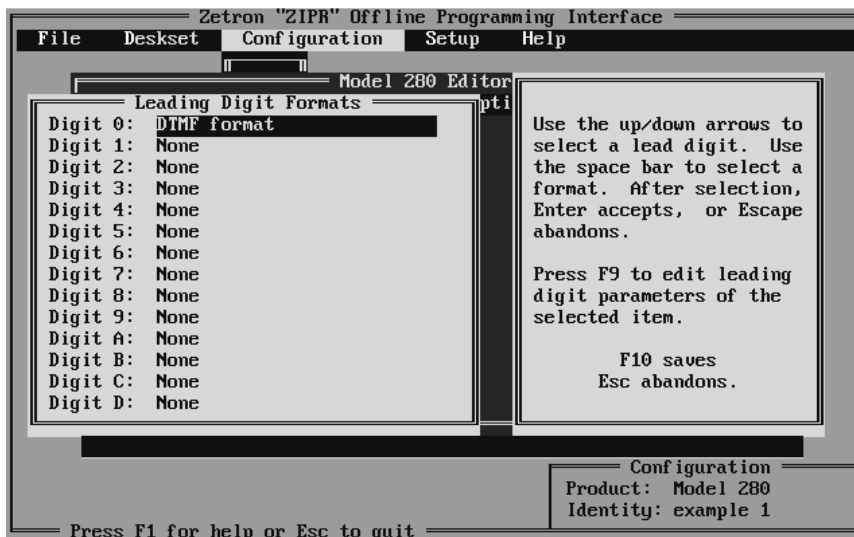 Zetron "ZIPR" Offline Programming Interface
File Deskset Configuration Setup Help
Model 280 Editor
Leading Digit Formats
Digit 0: DTMF format
Digit 1: None
Digit 2: None
Digit 3: None
Digit 4: None
Digit 5: None
Digit 6: None
Digit 7: None
Digit 8: None
Digit 9: None
Digit A: None
Digit B: None
Digit C: None
Digit D: None
pti
Use the up/down arrows to
select a lead digit. Use
the space bar to select a
format. After selection,
Enter accepts, or Escape
abandons.
Press F9 to edit leading
digit parameters of the
selected item.
F10 saves
Esc abandons.
Configuration
Product: Model 280
Identity: example 1
Press F1 for help or Esc to quit